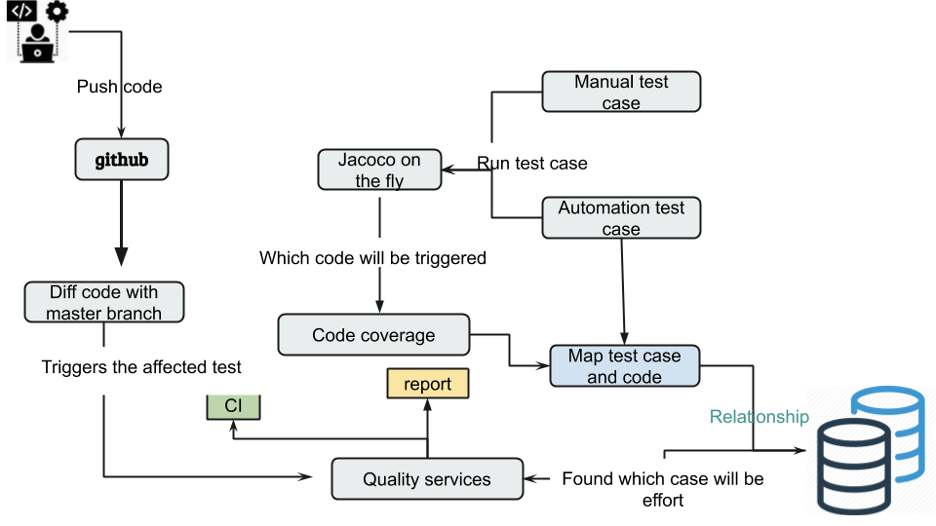 Push code
github
Manual test
case
Jacoco on
the fly
Run test case
Automation test
case
Which code will be triggered
Diff code with
master branch
Code coverage
Triggers the affected test
Map test case
and code
report
CI
Relationship
Quality services
Found which case will be
effort